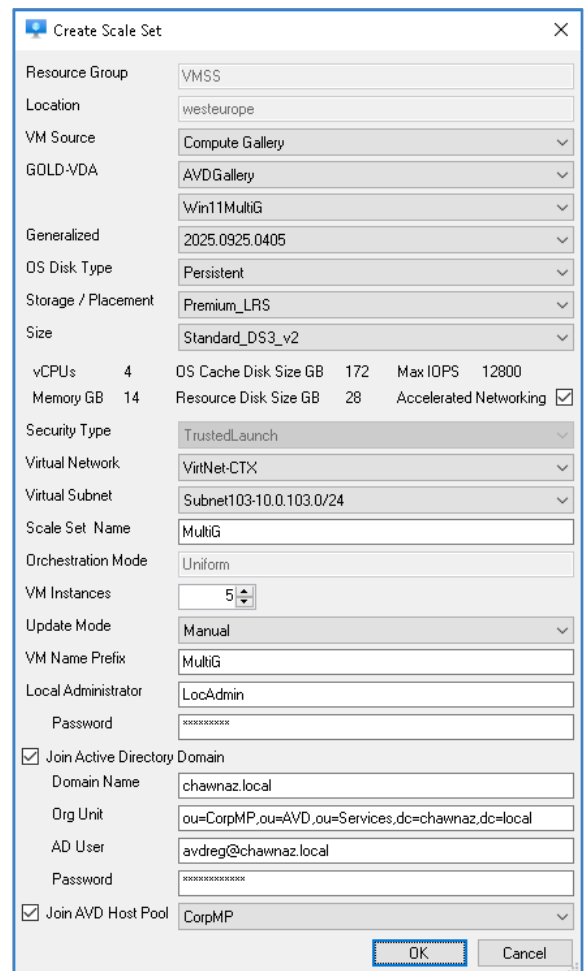 Create Scale Set
Resource Group VMSS
Location westeurope
VM Source Compute Gallery
GOLD-VDA AVDGallery
Win11MultiG
Generalized 2025.0925.0405
OS Disk Type Persistent
Storage / Placement Premium_LRS
Size Standard_DS3_v2
vCPUs 4 OS Cache Disk Size GB 172 Max IOPS 12800
Memory GB 14 Resource Disk Size GB 28 Accelerated Networking
Security Type TrustedLaunch
Virtual Network VirtNet-CTX
Virtual Subnet Subnet103-10.0.103.0/24
Scale Set Name MultiG
Orchestration Mode Uniform
VM Instances 5
Update Mode Manual
VM Name Prefix MultiG
Local Administrator LocAdmin
Password *********
Join Active Directory Domain
Domain Name chawnaz.local
Org Unit ou=CorpMP,ou=AVD,ou=Services,dc=chawnaz,dc=local
AD User avdreg@chawnaz.local
Password ************
Join AVD Host Pool CorpMP
OK Cancel